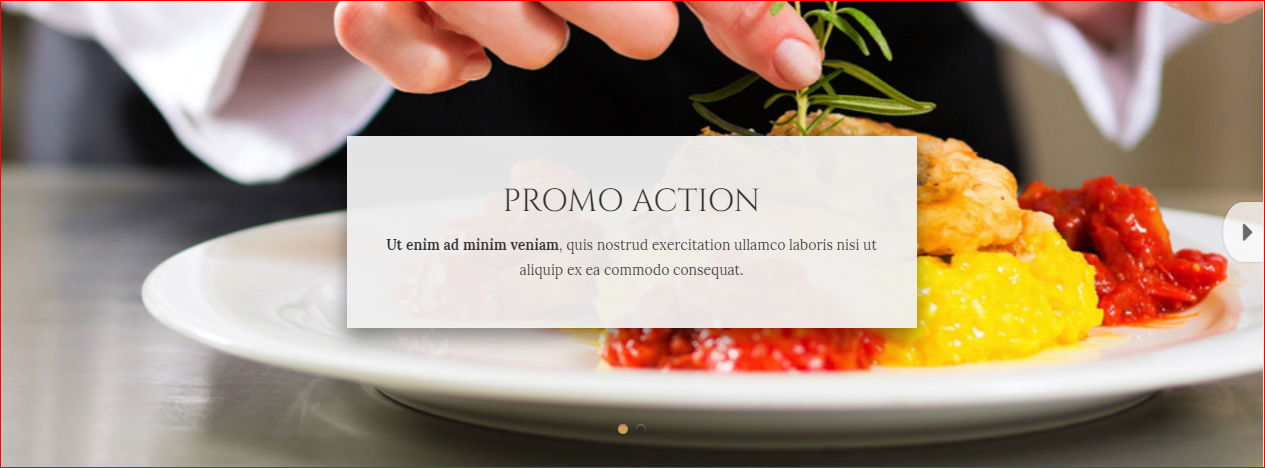 PROMO ACTION
Ut enim ad minim veniam, quis nostrud exercitation ullamco laboris nisi ut
aliquip ex ea commodo consequat.